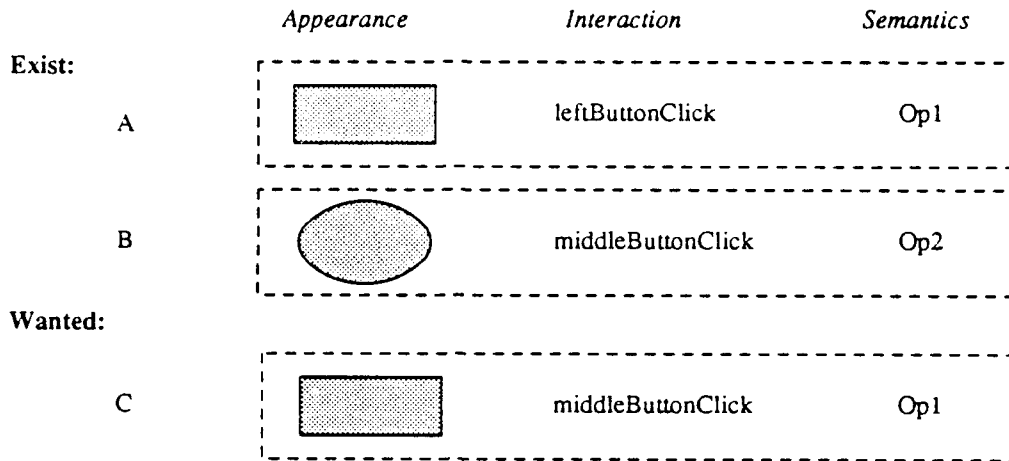 Appearance Interaction Semantics
Exist:
A leftButtonClick Op1
B middleButtonClick Op2
Wanted:
C middleButtonClick Op1